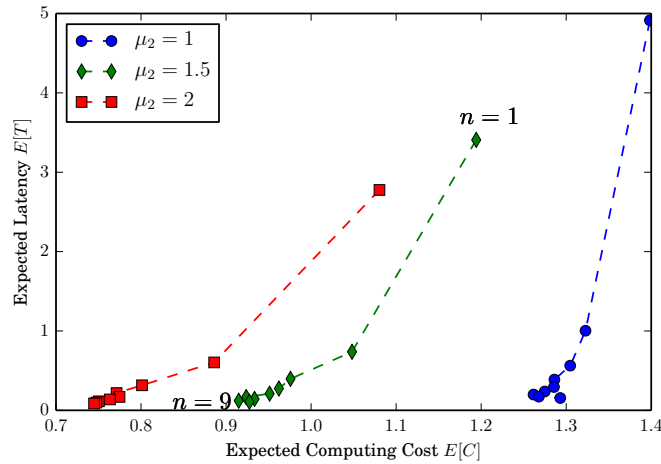 5
4
3
2
1
0
Expected Latency E[T]
μ₂ = 1
μ₂ = 1.5
μ₂ = 2
n = 1
n = 9
0.7 0.8 0.9 1.0 1.1 1.2 1.3 1.4
Expected Computing Cost E[C]